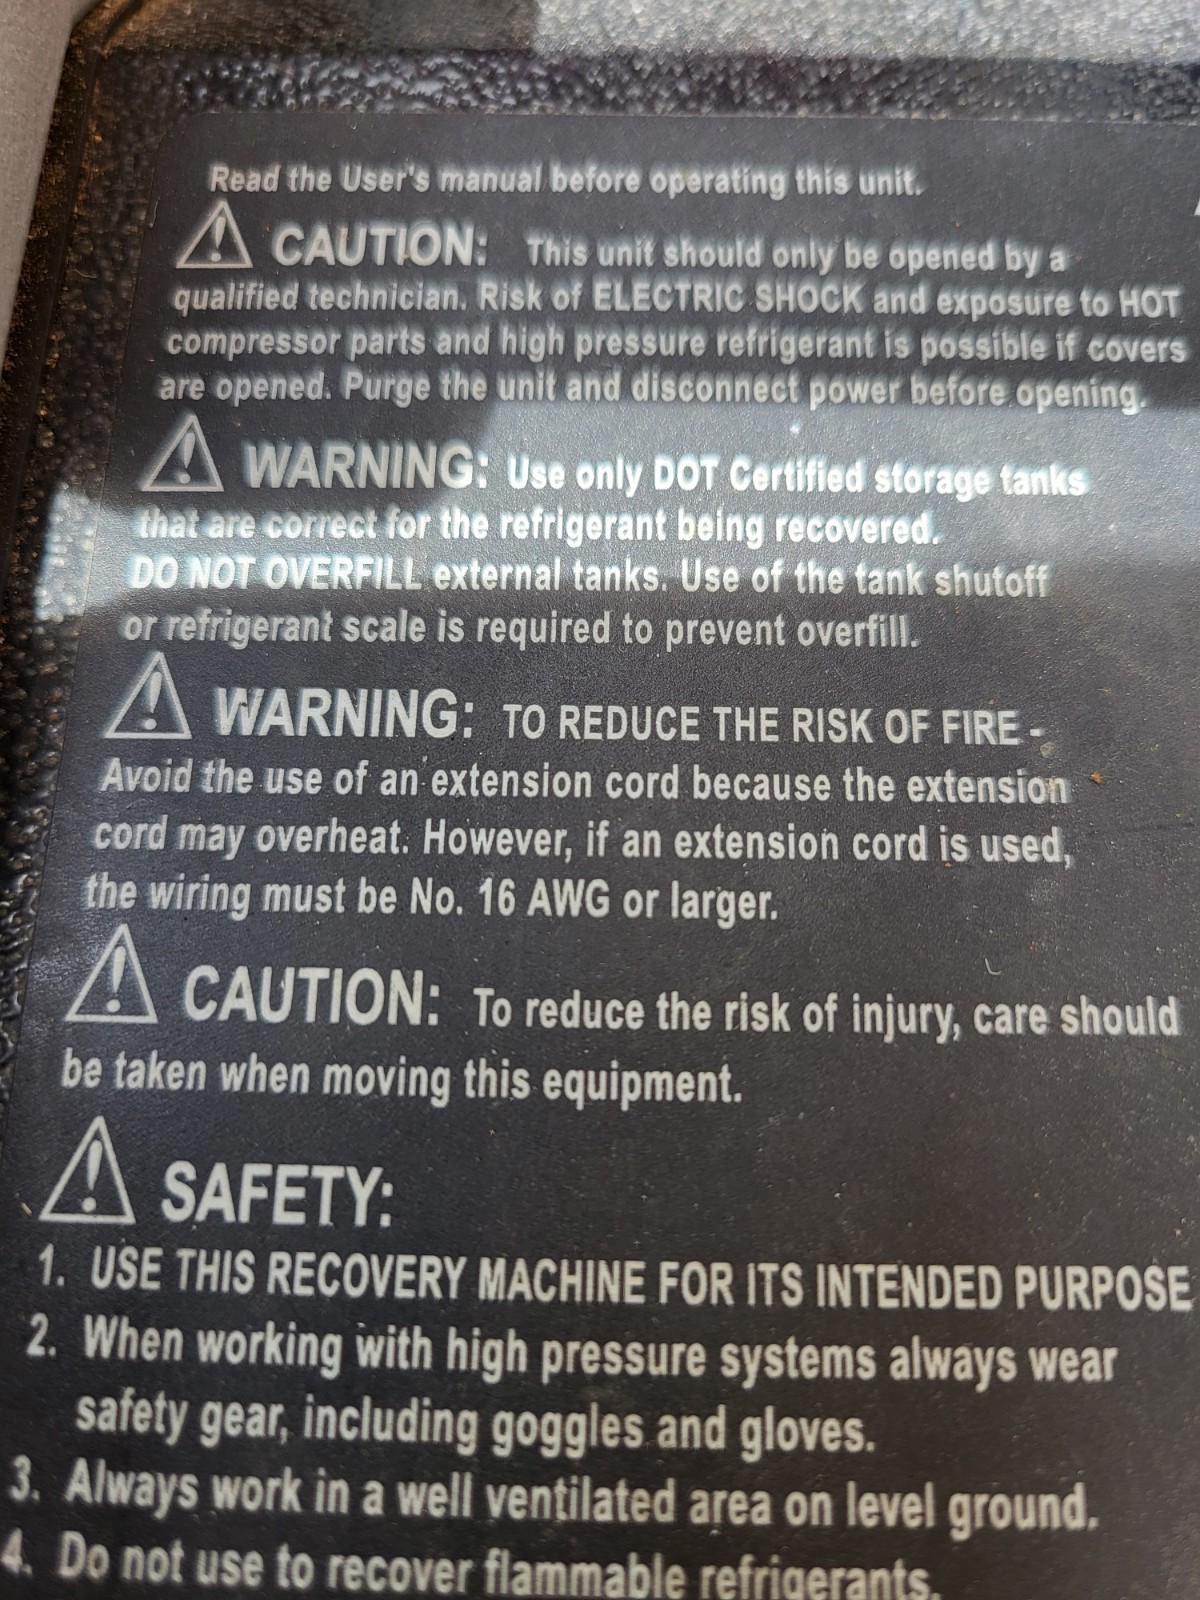 Read the User's manual before operating this unit.
CAUTION: This unit should only be opened by a
qualified technician. Risk of ELECTRIC SHOCK and exposure to HOT
compressor parts and high pressure refrigerant is possible if covers
are opened. Purge the unit and disconnect power before opening.
WARNING: Use only DOT Certified storage tanks
that are correct for the refrigerant being recovered.
DO NOT OVERFILL external tanks. Use of the tank shutoff
or refrigerant scale is required to prevent overfill.
WARNING: TO REDUCE THE RISK OF FIRE -
Avoid the use of an extension cord because the extension
cord may overheat. However, if an extension cord is used,
the wiring must be No. 16 AWG or larger.
CAUTION: To reduce the risk of injury, care should
be taken when moving this equipment.
SAFETY:
1. USE THIS RECOVERY MACHINE FOR ITS INTENDED PURPOSE
2. When working with high pressure systems always wear
safety gear, including goggles and gloves.
3. Always work in a well ventilated area on level ground.
4. Do not use to recover flammable refrigerants.